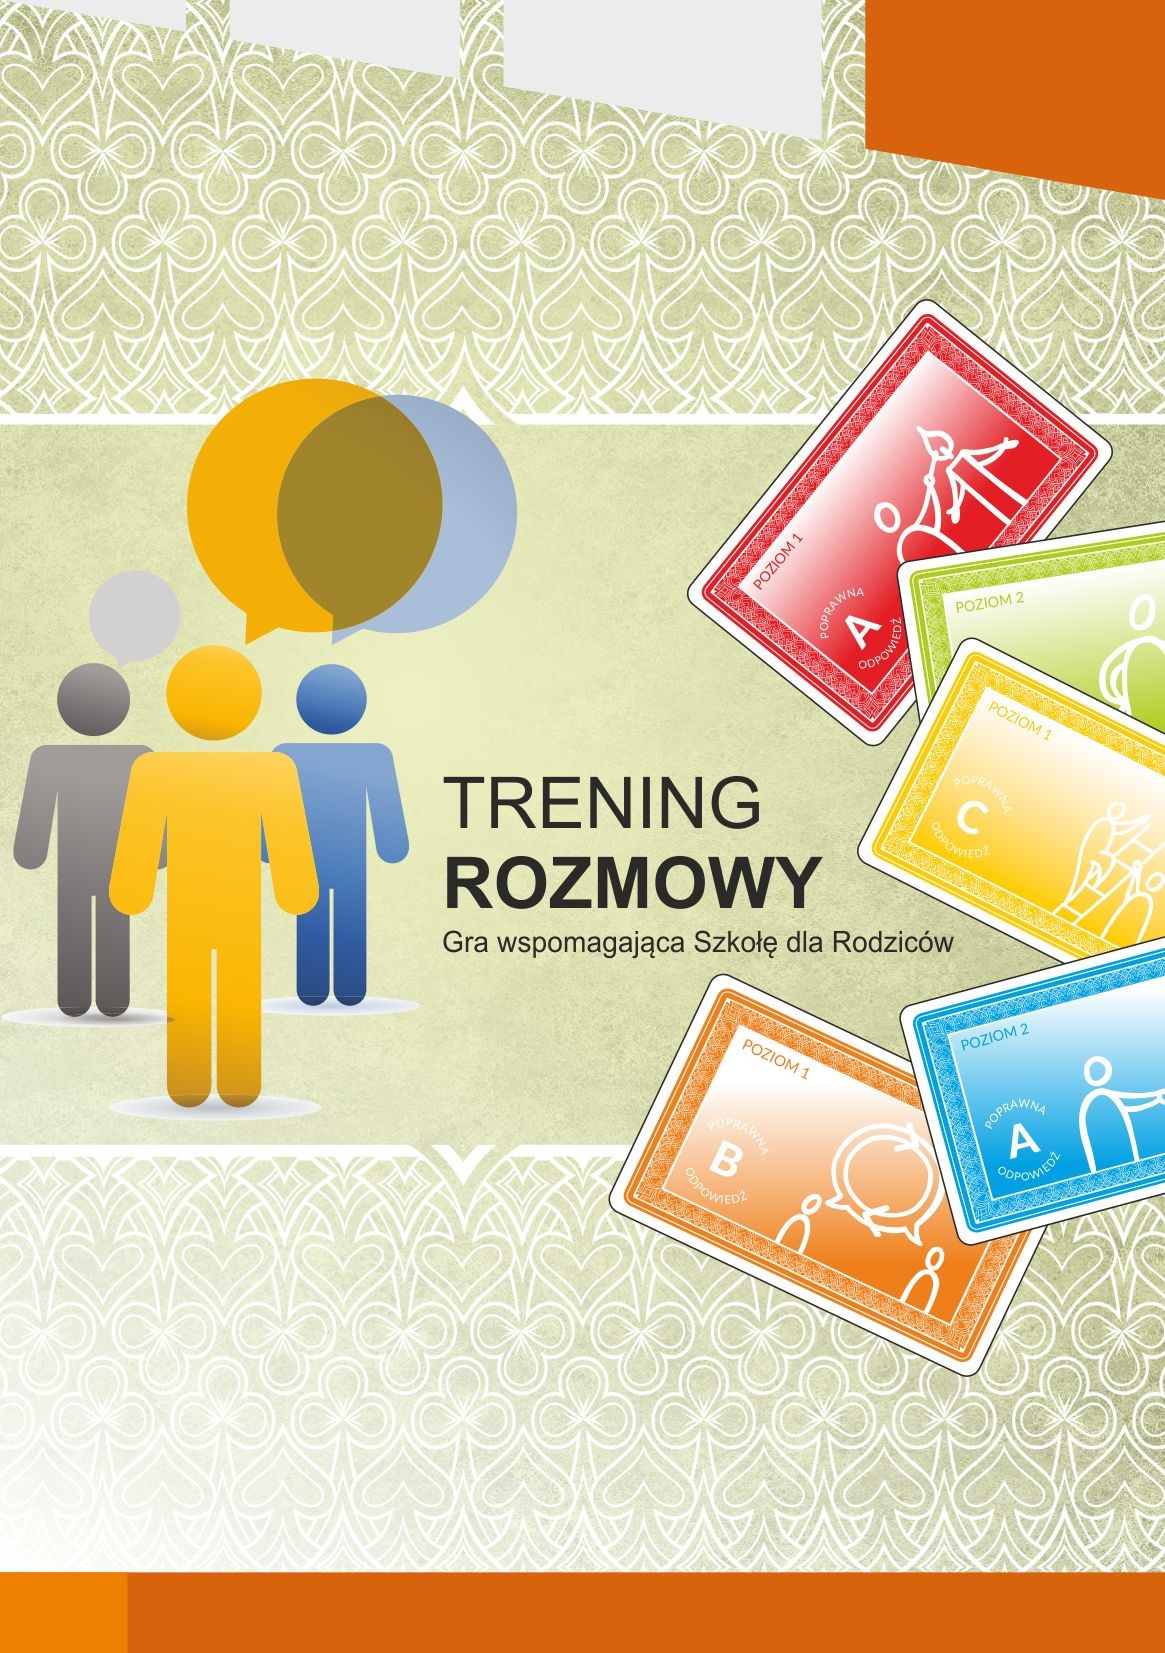 TRENING
ROZMOWY
Gra wspomagająca Szkołę dla Rodziców
POZIOM 1
POPRAWNA
A
ODPOWIEDŹ
POZIOM 2
POZIOM 1
POPRAWNA
C
ODPOWIEDŹ
POZIOM 2
POPRAWNA
A
ODPOWIEDŹ
POZIOM 1
POPRAWNA
B
ODPOWIEDŹ